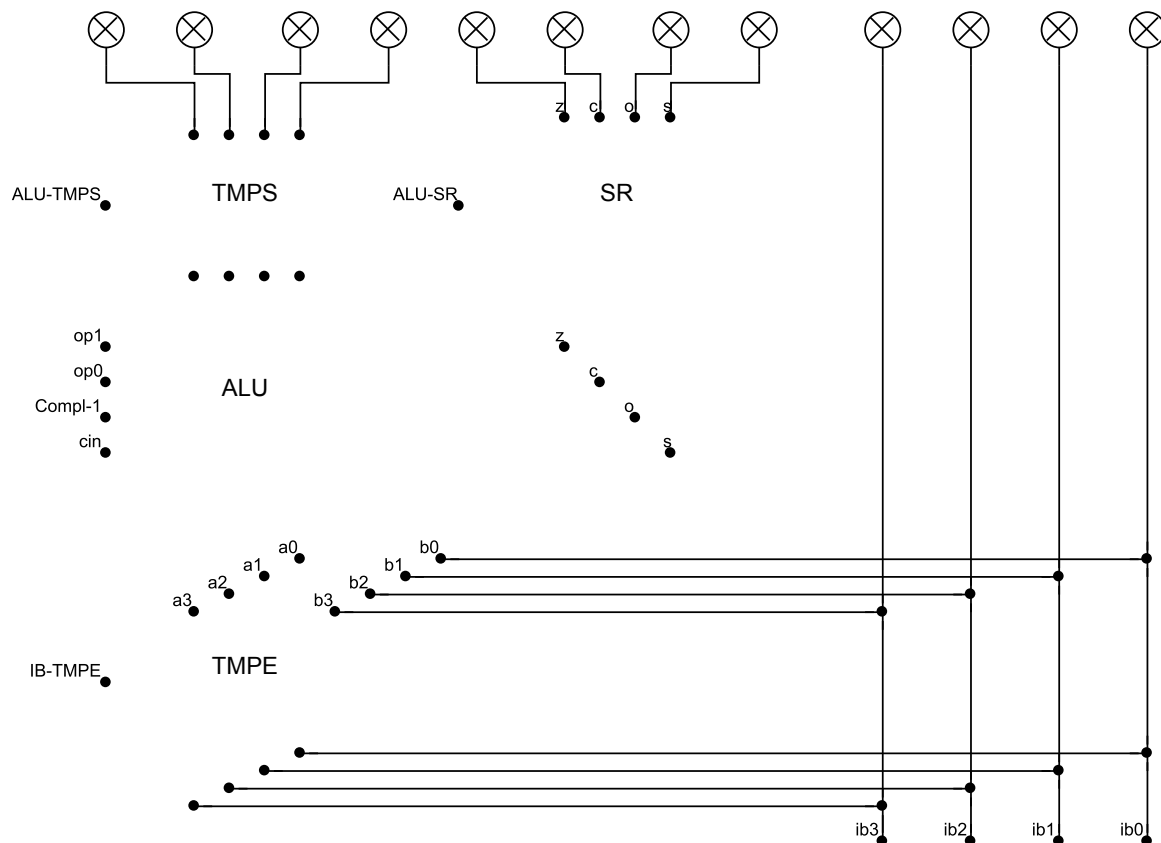 z c o s
ALU-TMPS TMPS ALU-SR SR
op1 z
op0 ALU c
Compl-1 o
cin s
a0 b0
a1 b1
a2 b2
a3 b3
IB-TMPE TMPE
ib3 ib2 ib1 ib0